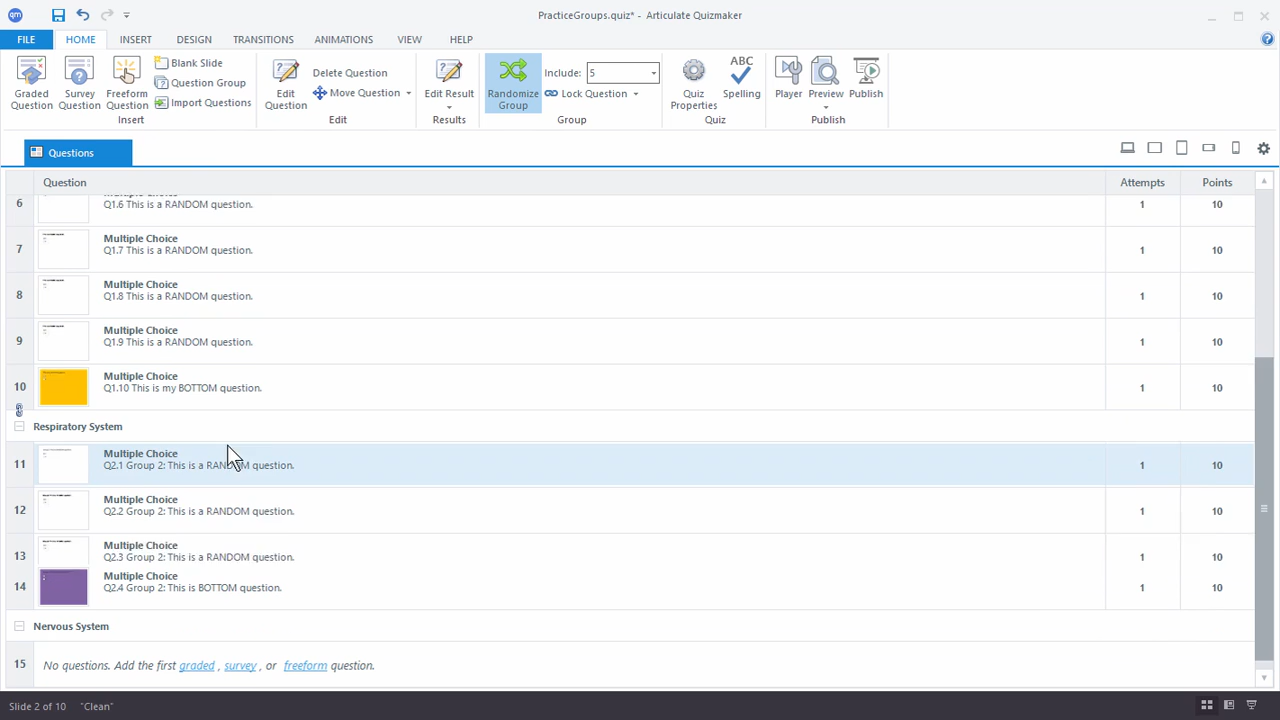 qm
PracticeGroups.quiz* - Articulate Quizmaker
FILE
HOME
INSERT
DESIGN
TRANSITIONS
ANIMATIONS
VIEW
HELP
Graded Question
Survey Question
Freeform Question
Blank Slide
Question Group
Import Questions
Insert
Edit Question
Delete Question
Move Question
Edit
Edit Result
Results
Randomize Group
Include: 5
Lock Question
Group
Quiz Properties
ABC
Spelling
Quiz
Player
Preview
Publish
Publish
Questions
Question
Attempts
Points
6
Multiple Choice
Q1.6 This is a RANDOM question.
1
10
7
Multiple Choice
Q1.7 This is a RANDOM question.
1
10
8
Multiple Choice
Q1.8 This is a RANDOM question.
1
10
9
Multiple Choice
Q1.9 This is a RANDOM question.
1
10
10
Multiple Choice
Q1.10 This is my BOTTOM question.
1
10
Respiratory System
11
Multiple Choice
Q2.1 Group 2: This is a RANDOM question.
1
10
12
Multiple Choice
Q2.2 Group 2: This is a RANDOM question.
1
10
13
Multiple Choice
Q2.3 Group 2: This is a RANDOM question.
1
10
14
Multiple Choice
Q2.4 Group 2: This is BOTTOM question.
1
10
Nervous System
15
No questions. Add the first graded , survey , or freeform question.
Slide 2 of 10
"Clean"